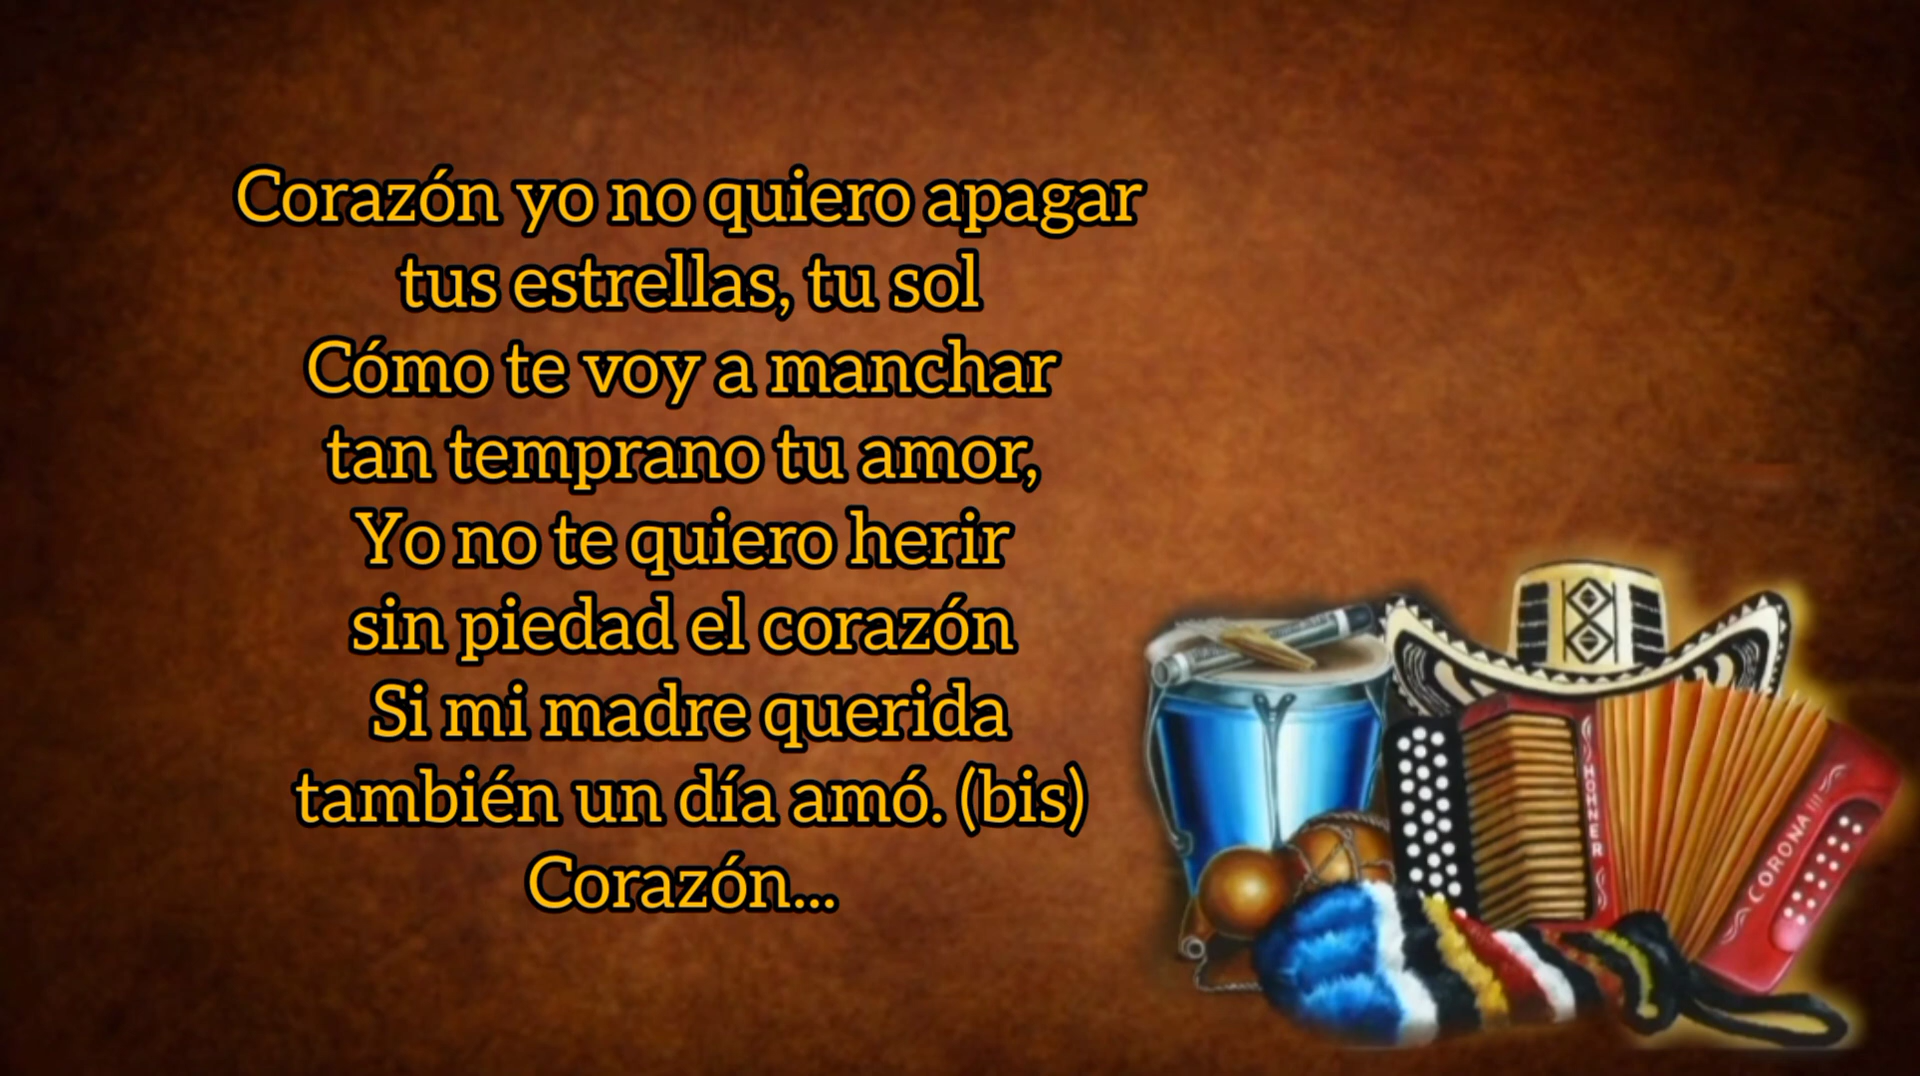 Corazón yo no quiero apagar
tus estrellas, tu sol
Cómo te voy a manchar
tan temprano tu amor,
Yo no te quiero herir
sin piedad el corazón
Si mi madre querida
también un día amó. (bis)
Corazón...
HOHNER
CORONA III